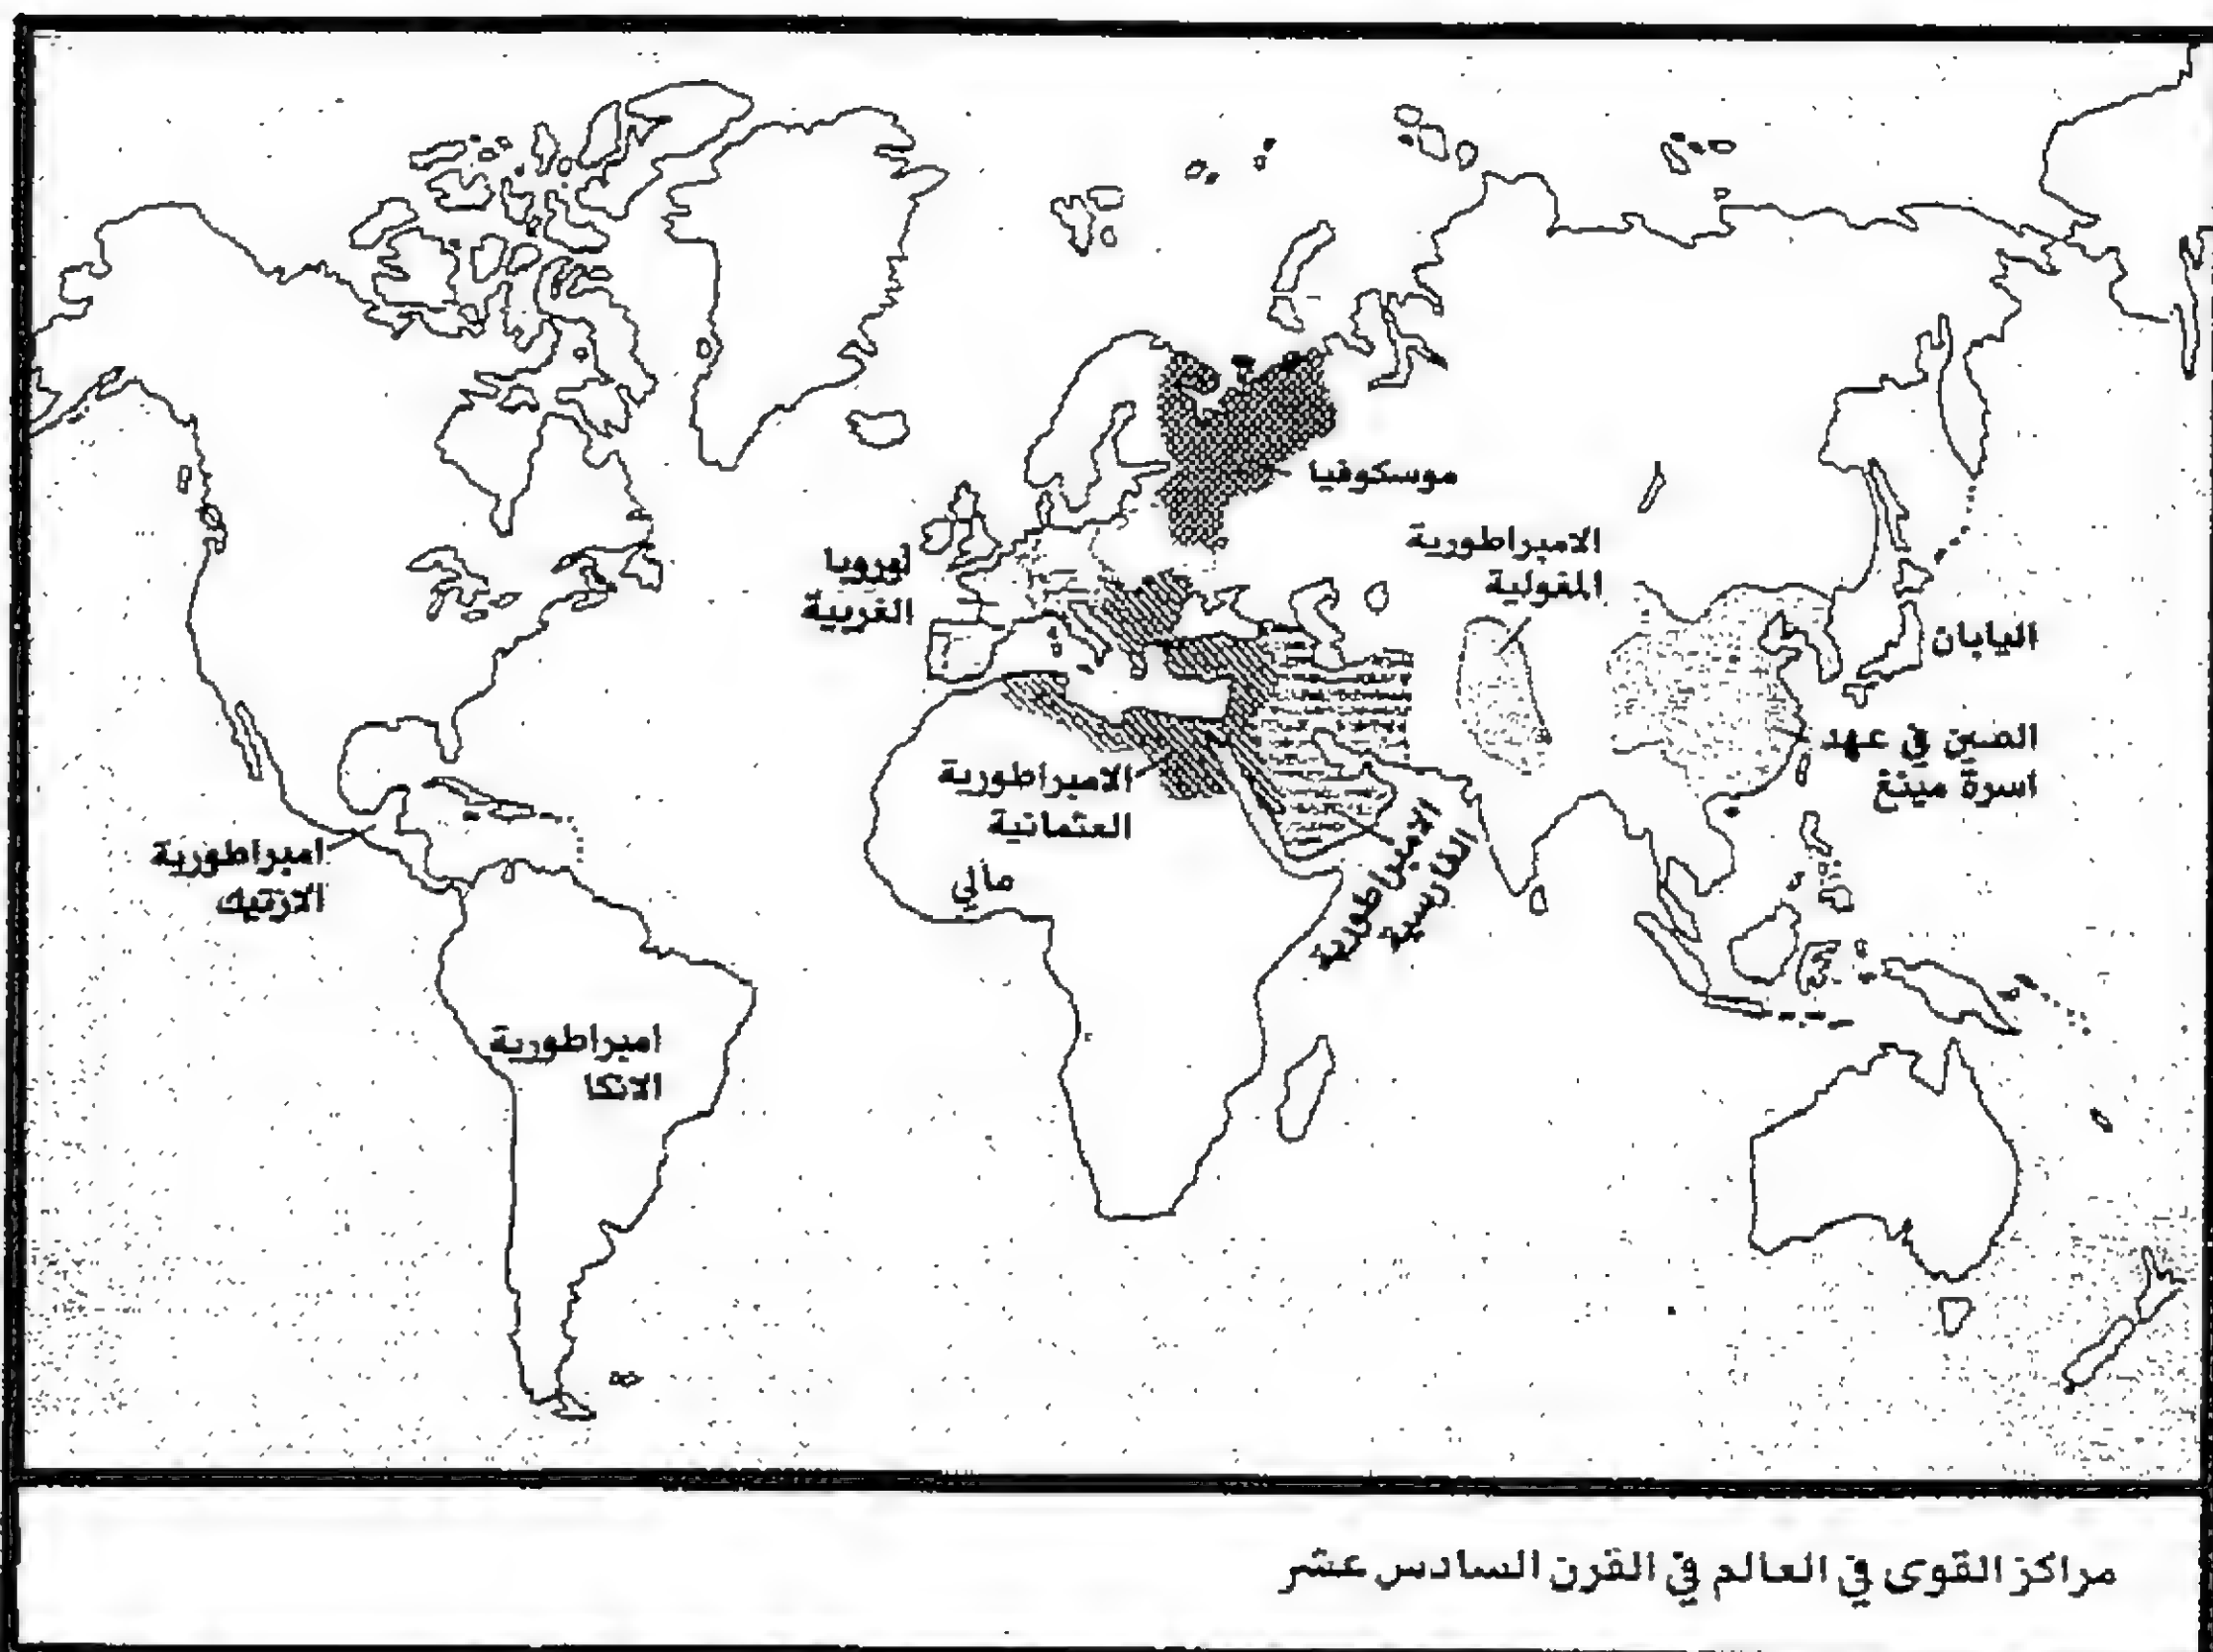 موسكوفيا
الامبراطورية
المغولية
اوروبا
الغربية
اليابان
الصين في عهد
اسرة مينغ
الامبراطورية
العثمانية
الامبراطورية
الفارسية
امبراطورية
الازتيك
مالي
امبراطورية
الانكا
مراكز القوى في العالم في القرن السادس عشر